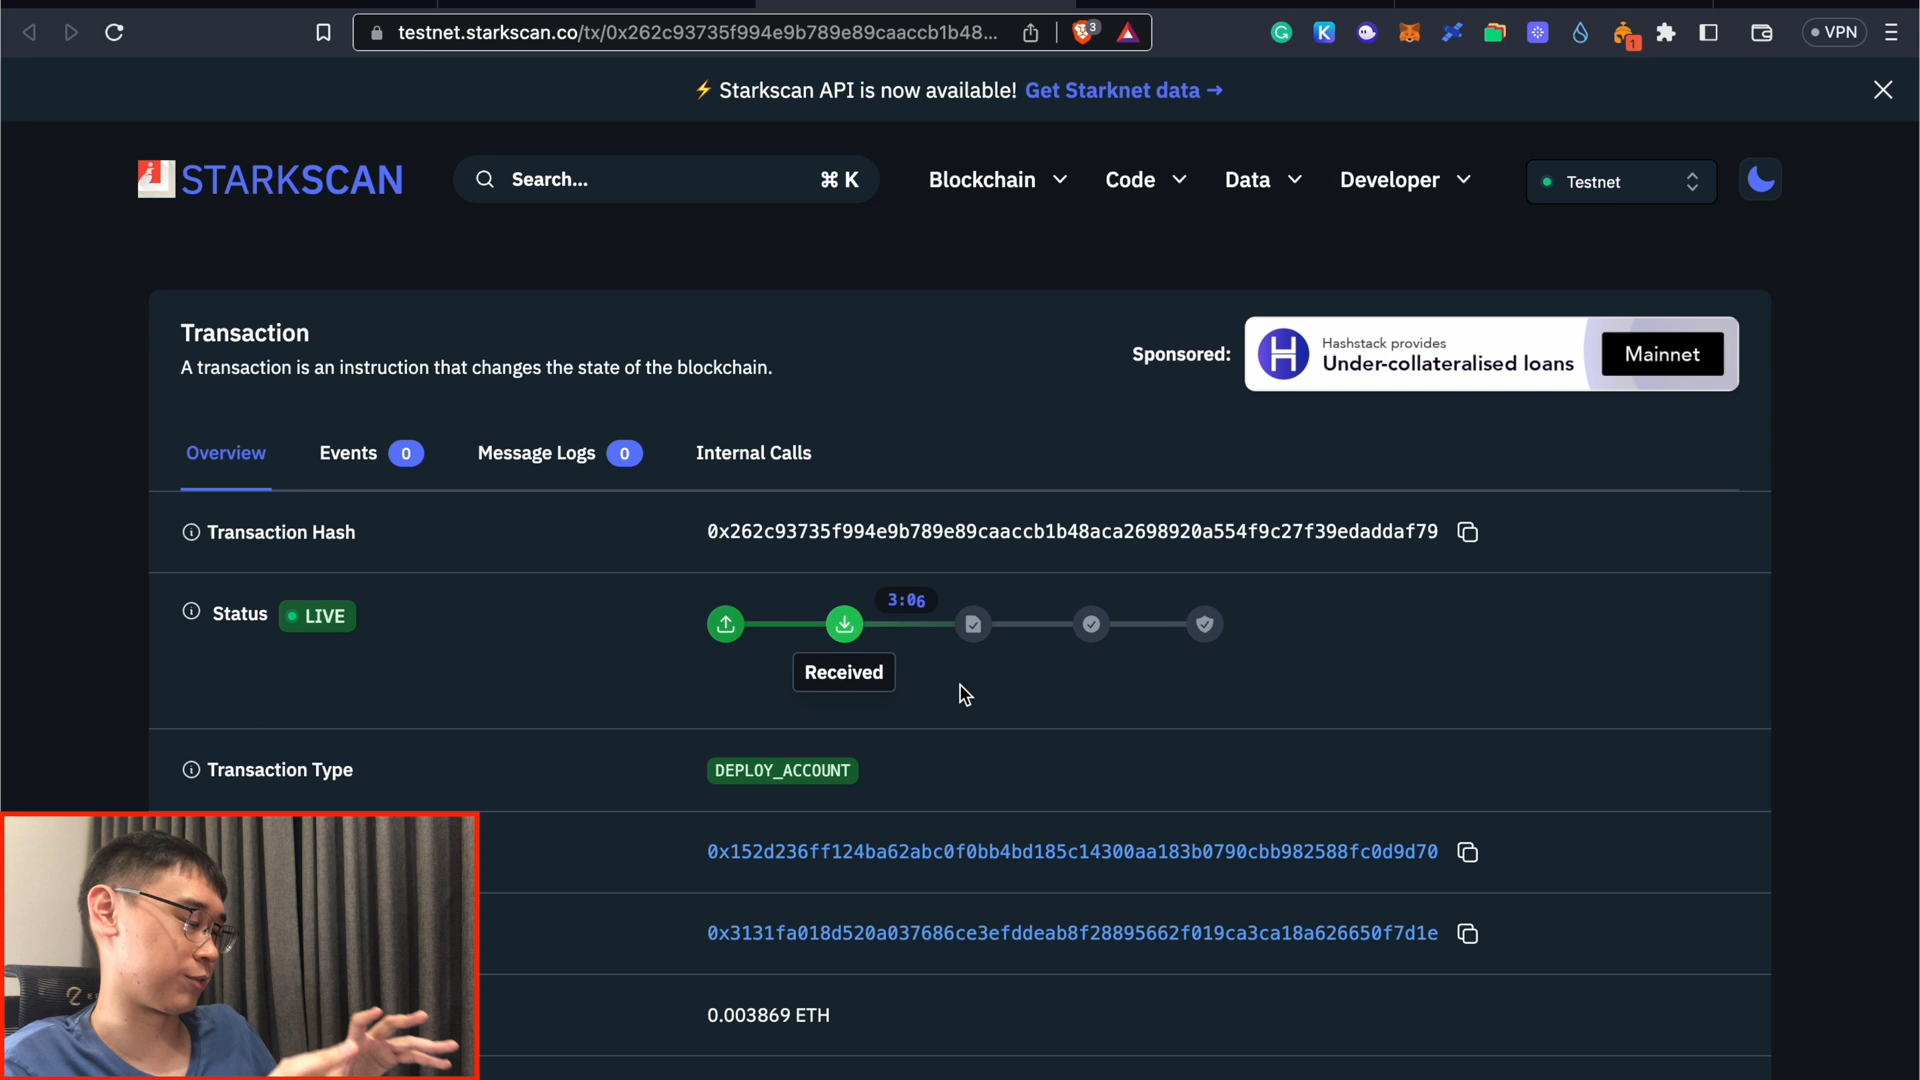 testnet.starkscan.co/tx/0x262c93735f994e9b789e89caaccb1b48...
3
1
VPN
⚡ Starkscan API is now available! Get Starknet data →
STARKSCAN
Search...
⌘ K
Blockchain
Code
Data
Developer
Testnet
Transaction
A transaction is an instruction that changes the state of the blockchain.
Sponsored:
Hashstack provides
Under-collateralised loans
Mainnet
Overview
Events 0
Message Logs 0
Internal Calls
Transaction Hash
0x262c93735f994e9b789e89caaccb1b48aca2698920a554f9c27f39edaddaf79
Status
LIVE
3:06
Received
Transaction Type
DEPLOY_ACCOUNT
0x152d236ff124ba62abc0f0bb4bd185c14300aa183b0790cbb982588fc0d9d70
0x3131fa018d520a037686ce3efddeab8f28895662f019ca3ca18a626650f7d1e
0.003869 ETH